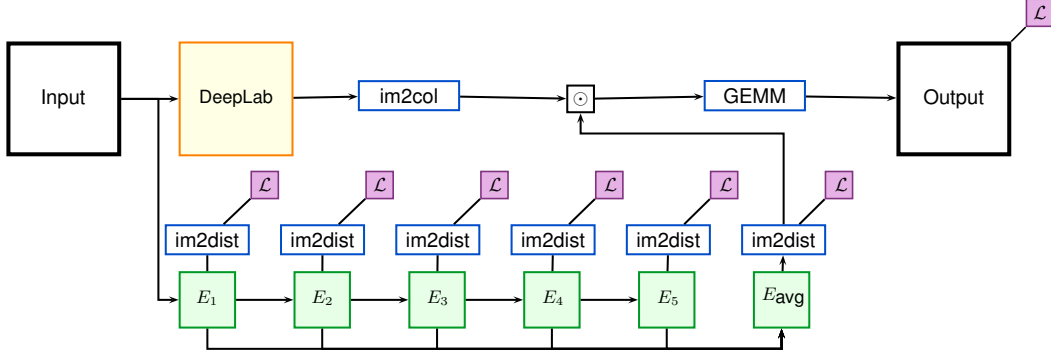 ℒ
Input
DeepLab
im2col
⊙
GEMM
Output
ℒ ℒ ℒ ℒ ℒ ℒ
im2dist im2dist im2dist im2dist im2dist im2dist
E₁ E₂ E₃ E₄ E₅ Eavg